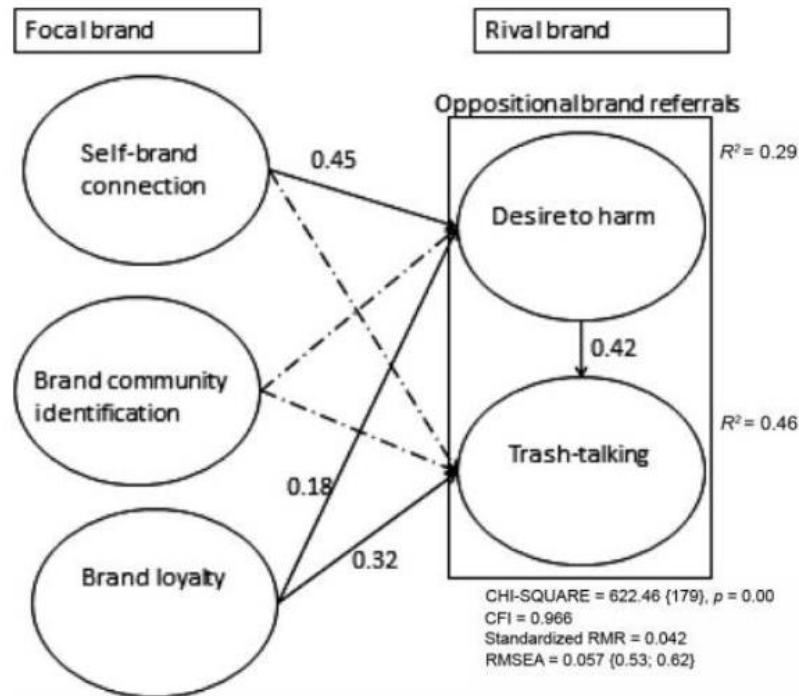 Focal brand
Rival brand
Oppositional brand referrals
Self-brand
connection
0.45
Desire to harm
R² = 0.29
0.42
Brand community
identification
Trash-talking
R² = 0.46
0.18
0.32
Brand loyalty
CHI-SQUARE = 622.46 {179}, p = 0.00
CFI = 0.966
Standardized RMR = 0.042
RMSEA = 0.057 {0.53; 0.62}